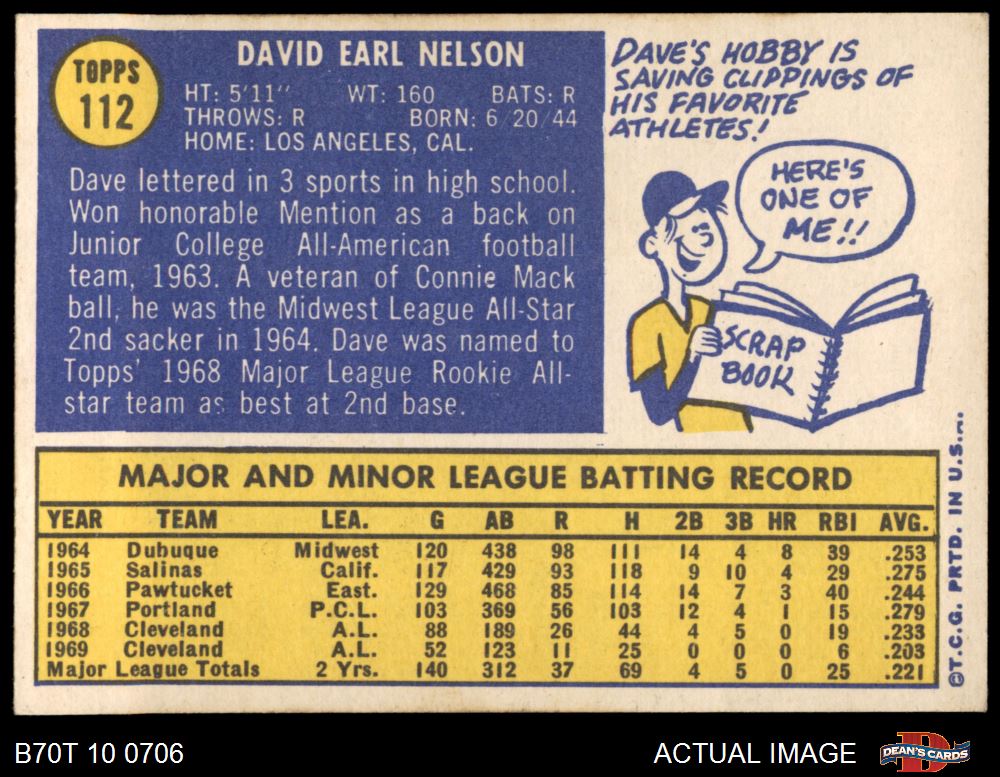 TOPPS
112
DAVID EARL NELSON
HT: 5'11" WT: 160 BATS: R
THROWS: R BORN: 6/20/44
HOME: LOS ANGELES, CAL.
Dave lettered in 3 sports in high school.
Won honorable Mention as a back on
Junior College All-American football
team, 1963. A veteran of Connie Mack
ball, he was the Midwest League All-Star
2nd sacker in 1964. Dave was named to
Topps' 1968 Major League Rookie All-
star team as best at 2nd base.
DAVE'S HOBBY IS
SAVING CLIPPINGS OF
HIS FAVORITE
ATHLETES!
HERE'S
ONE OF
ME!!
SCRAP
BOOK
MAJOR AND MINOR LEAGUE BATTING RECORD
YEAR TEAM LEA. G AB R H 2B 3B HR RBI AVG.
1964 Dubuque Midwest 120 438 98 111 14 4 8 39 .253
1965 Salinas Calif. 117 429 93 118 9 10 4 29 .275
1966 Pawtucket East. 129 468 85 114 14 7 3 40 .244
1967 Portland P.C.L. 103 369 56 103 12 4 1 15 .279
1968 Cleveland A.L. 88 189 26 44 4 5 0 19 .233
1969 Cleveland A.L. 52 123 11 25 0 0 0 6 .203
Major League Totals 2 Yrs. 140 312 37 69 4 5 0 25 .221
©T.C.G. PRTD. IN U.S.A.
B70T 10 0706
ACTUAL IMAGE
D
DEAN'S CARDS